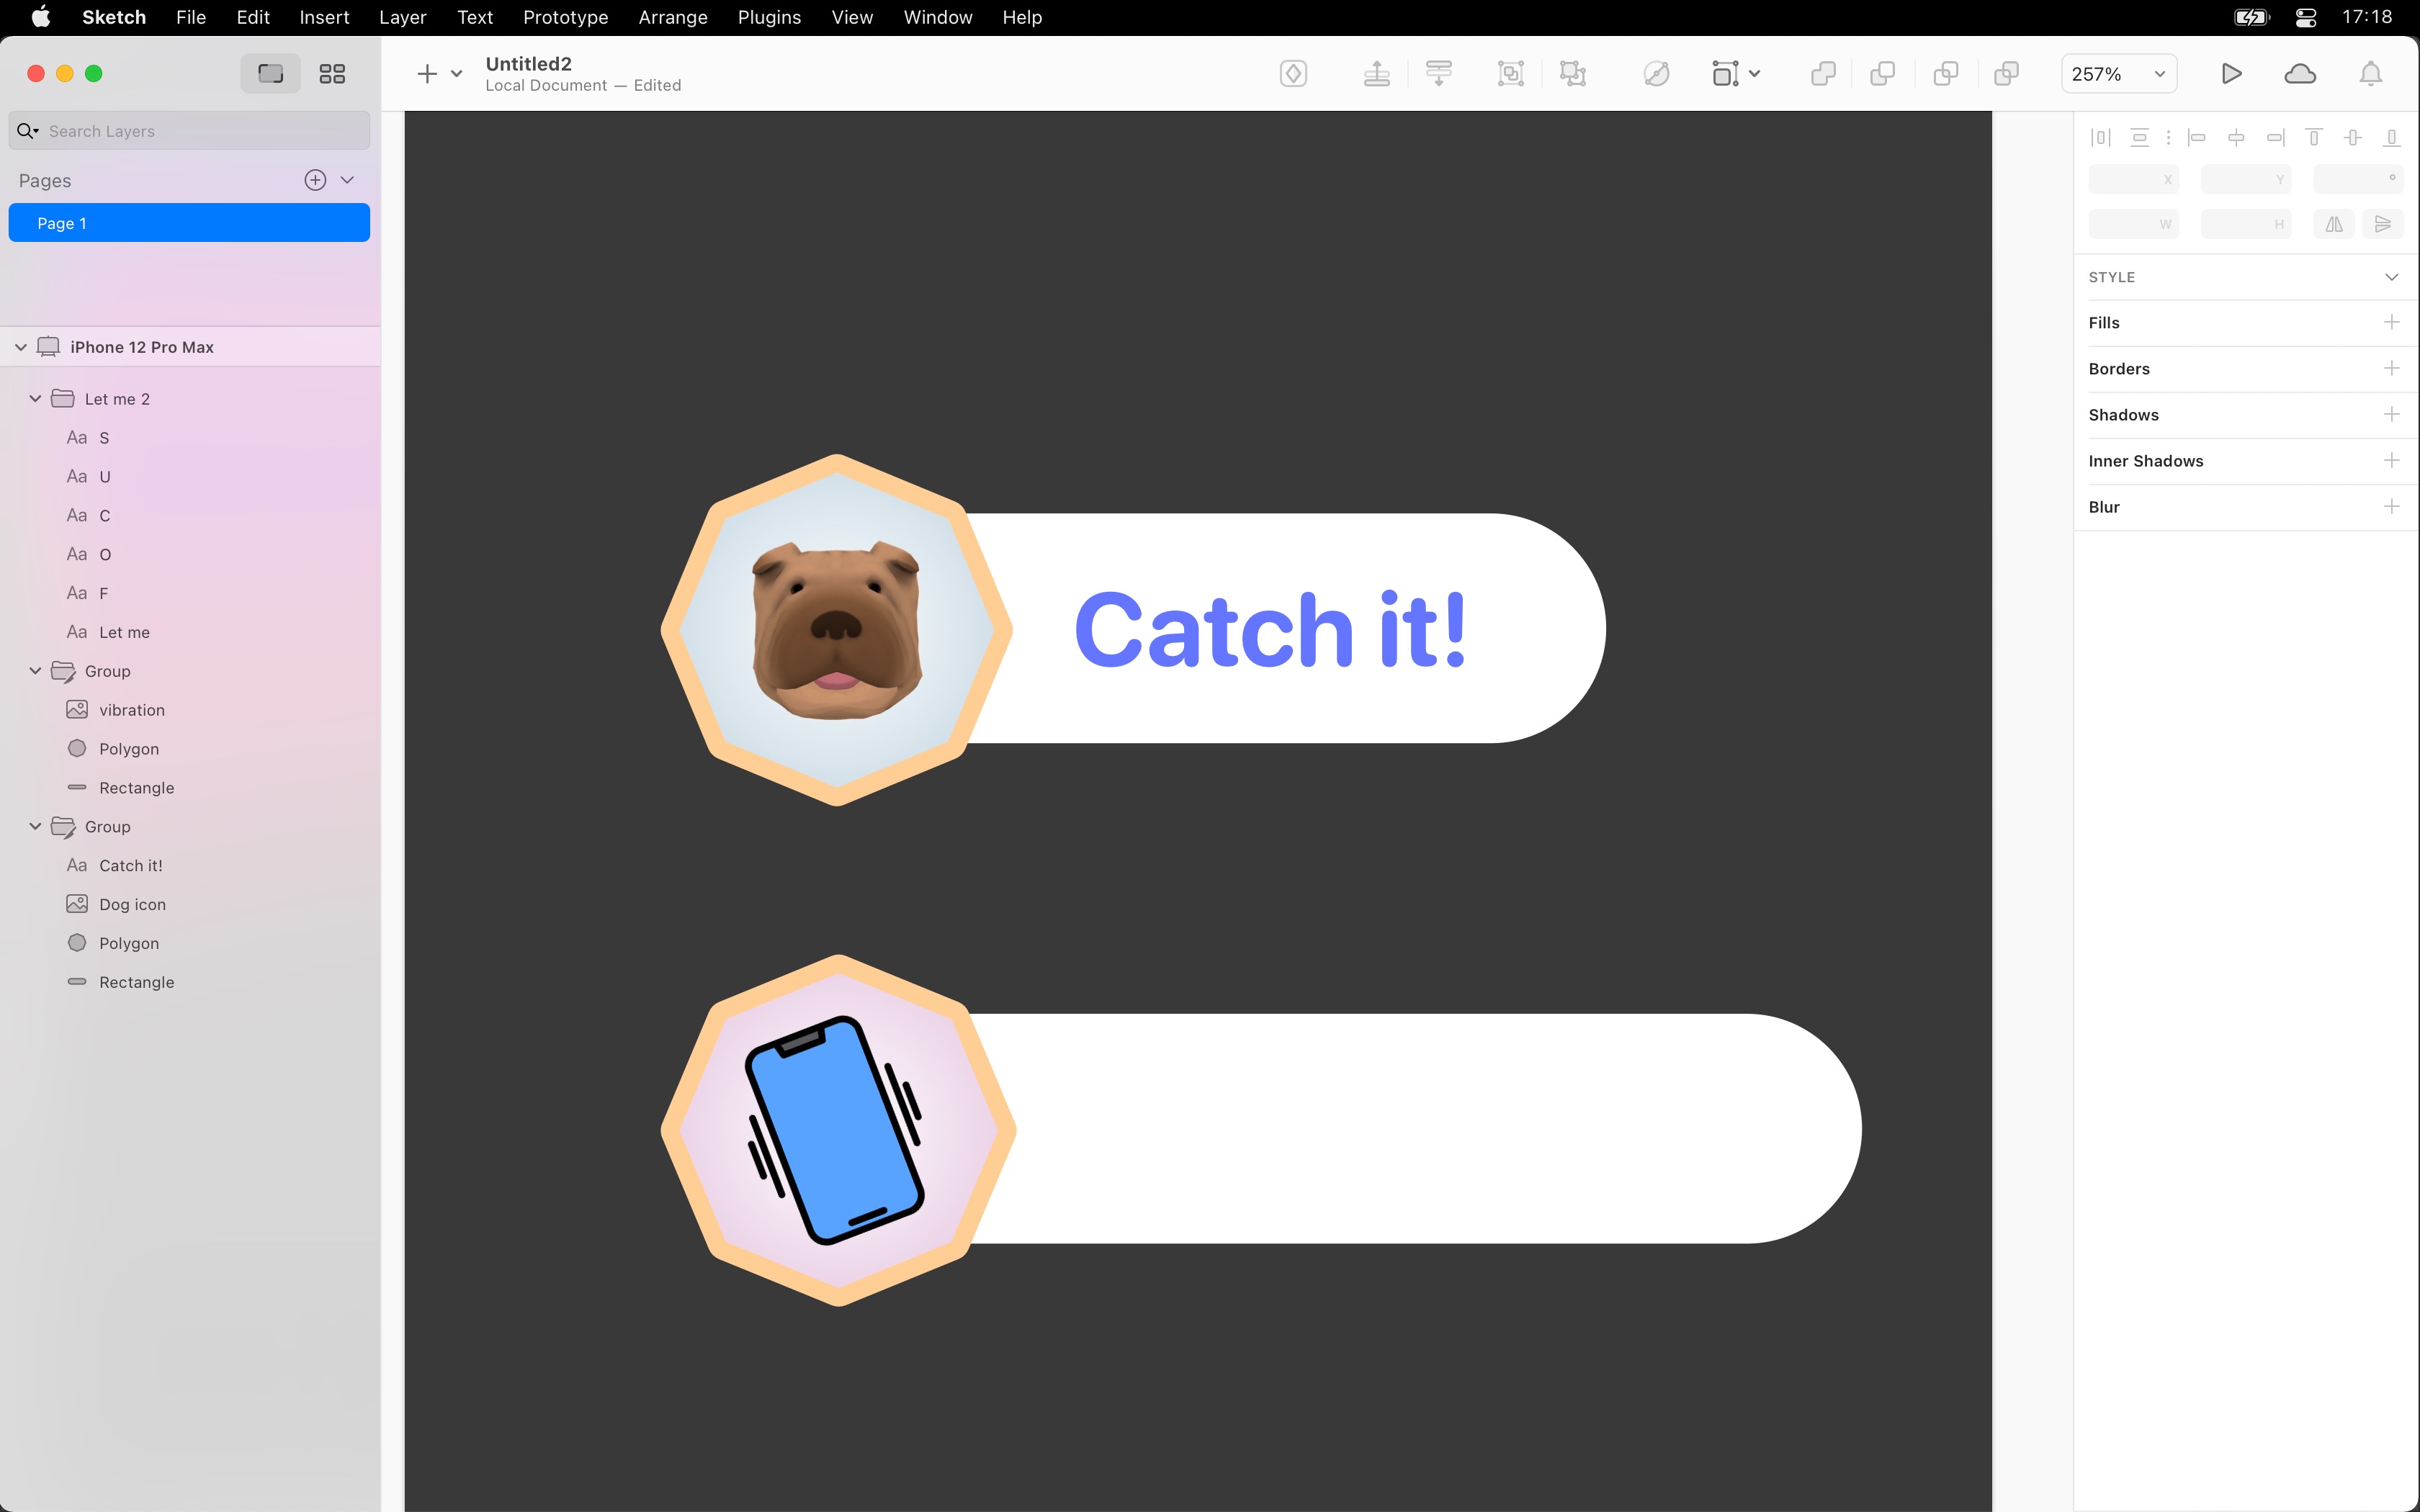 Sketch File Edit Insert Layer Text Prototype Arrange Plugins View Window Help 17:18
Untitled2
Local Document — Edited
257%
Search Layers
Pages
Page 1
iPhone 12 Pro Max
Let me 2
Aa S
Aa U
Aa C
Aa O
Aa F
Aa Let me
Group
vibration
Polygon
Rectangle
Group
Aa Catch it!
Dog icon
Polygon
Rectangle
Catch it!
X Y °
W H
STYLE
Fills
Borders
Shadows
Inner Shadows
Blur